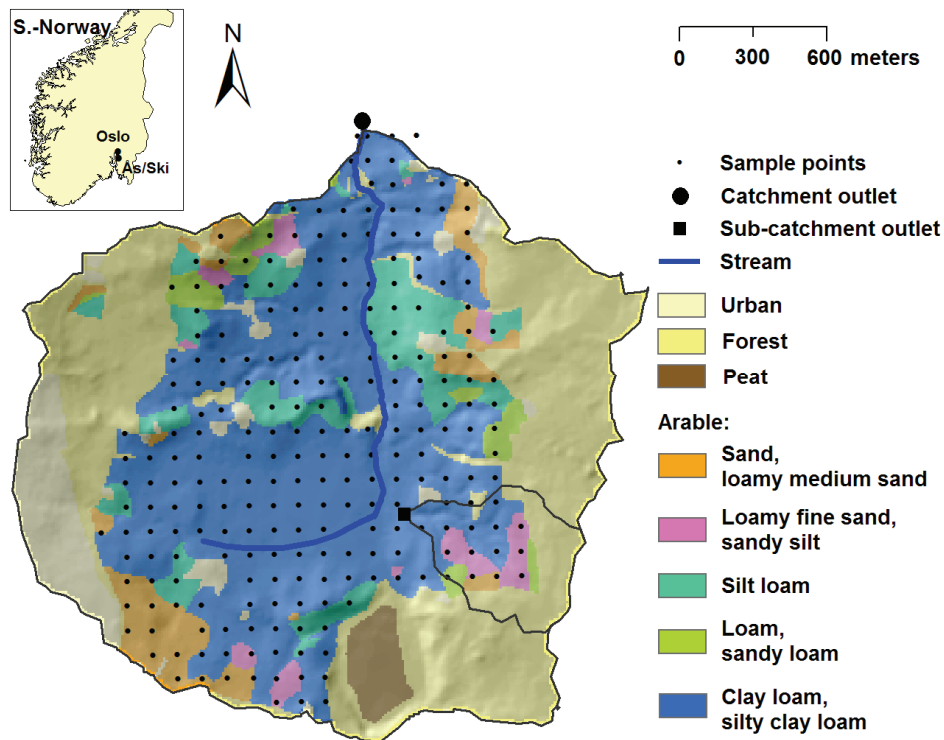 S.-Norway
Oslo
Ås/Ski
N
0 300 600 meters
Sample points
Catchment outlet
Sub-catchment outlet
Stream
Urban
Forest
Peat
Arable:
Sand,
loamy medium sand
Loamy fine sand,
sandy silt
Silt loam
Loam,
sandy loam
Clay loam,
silty clay loam